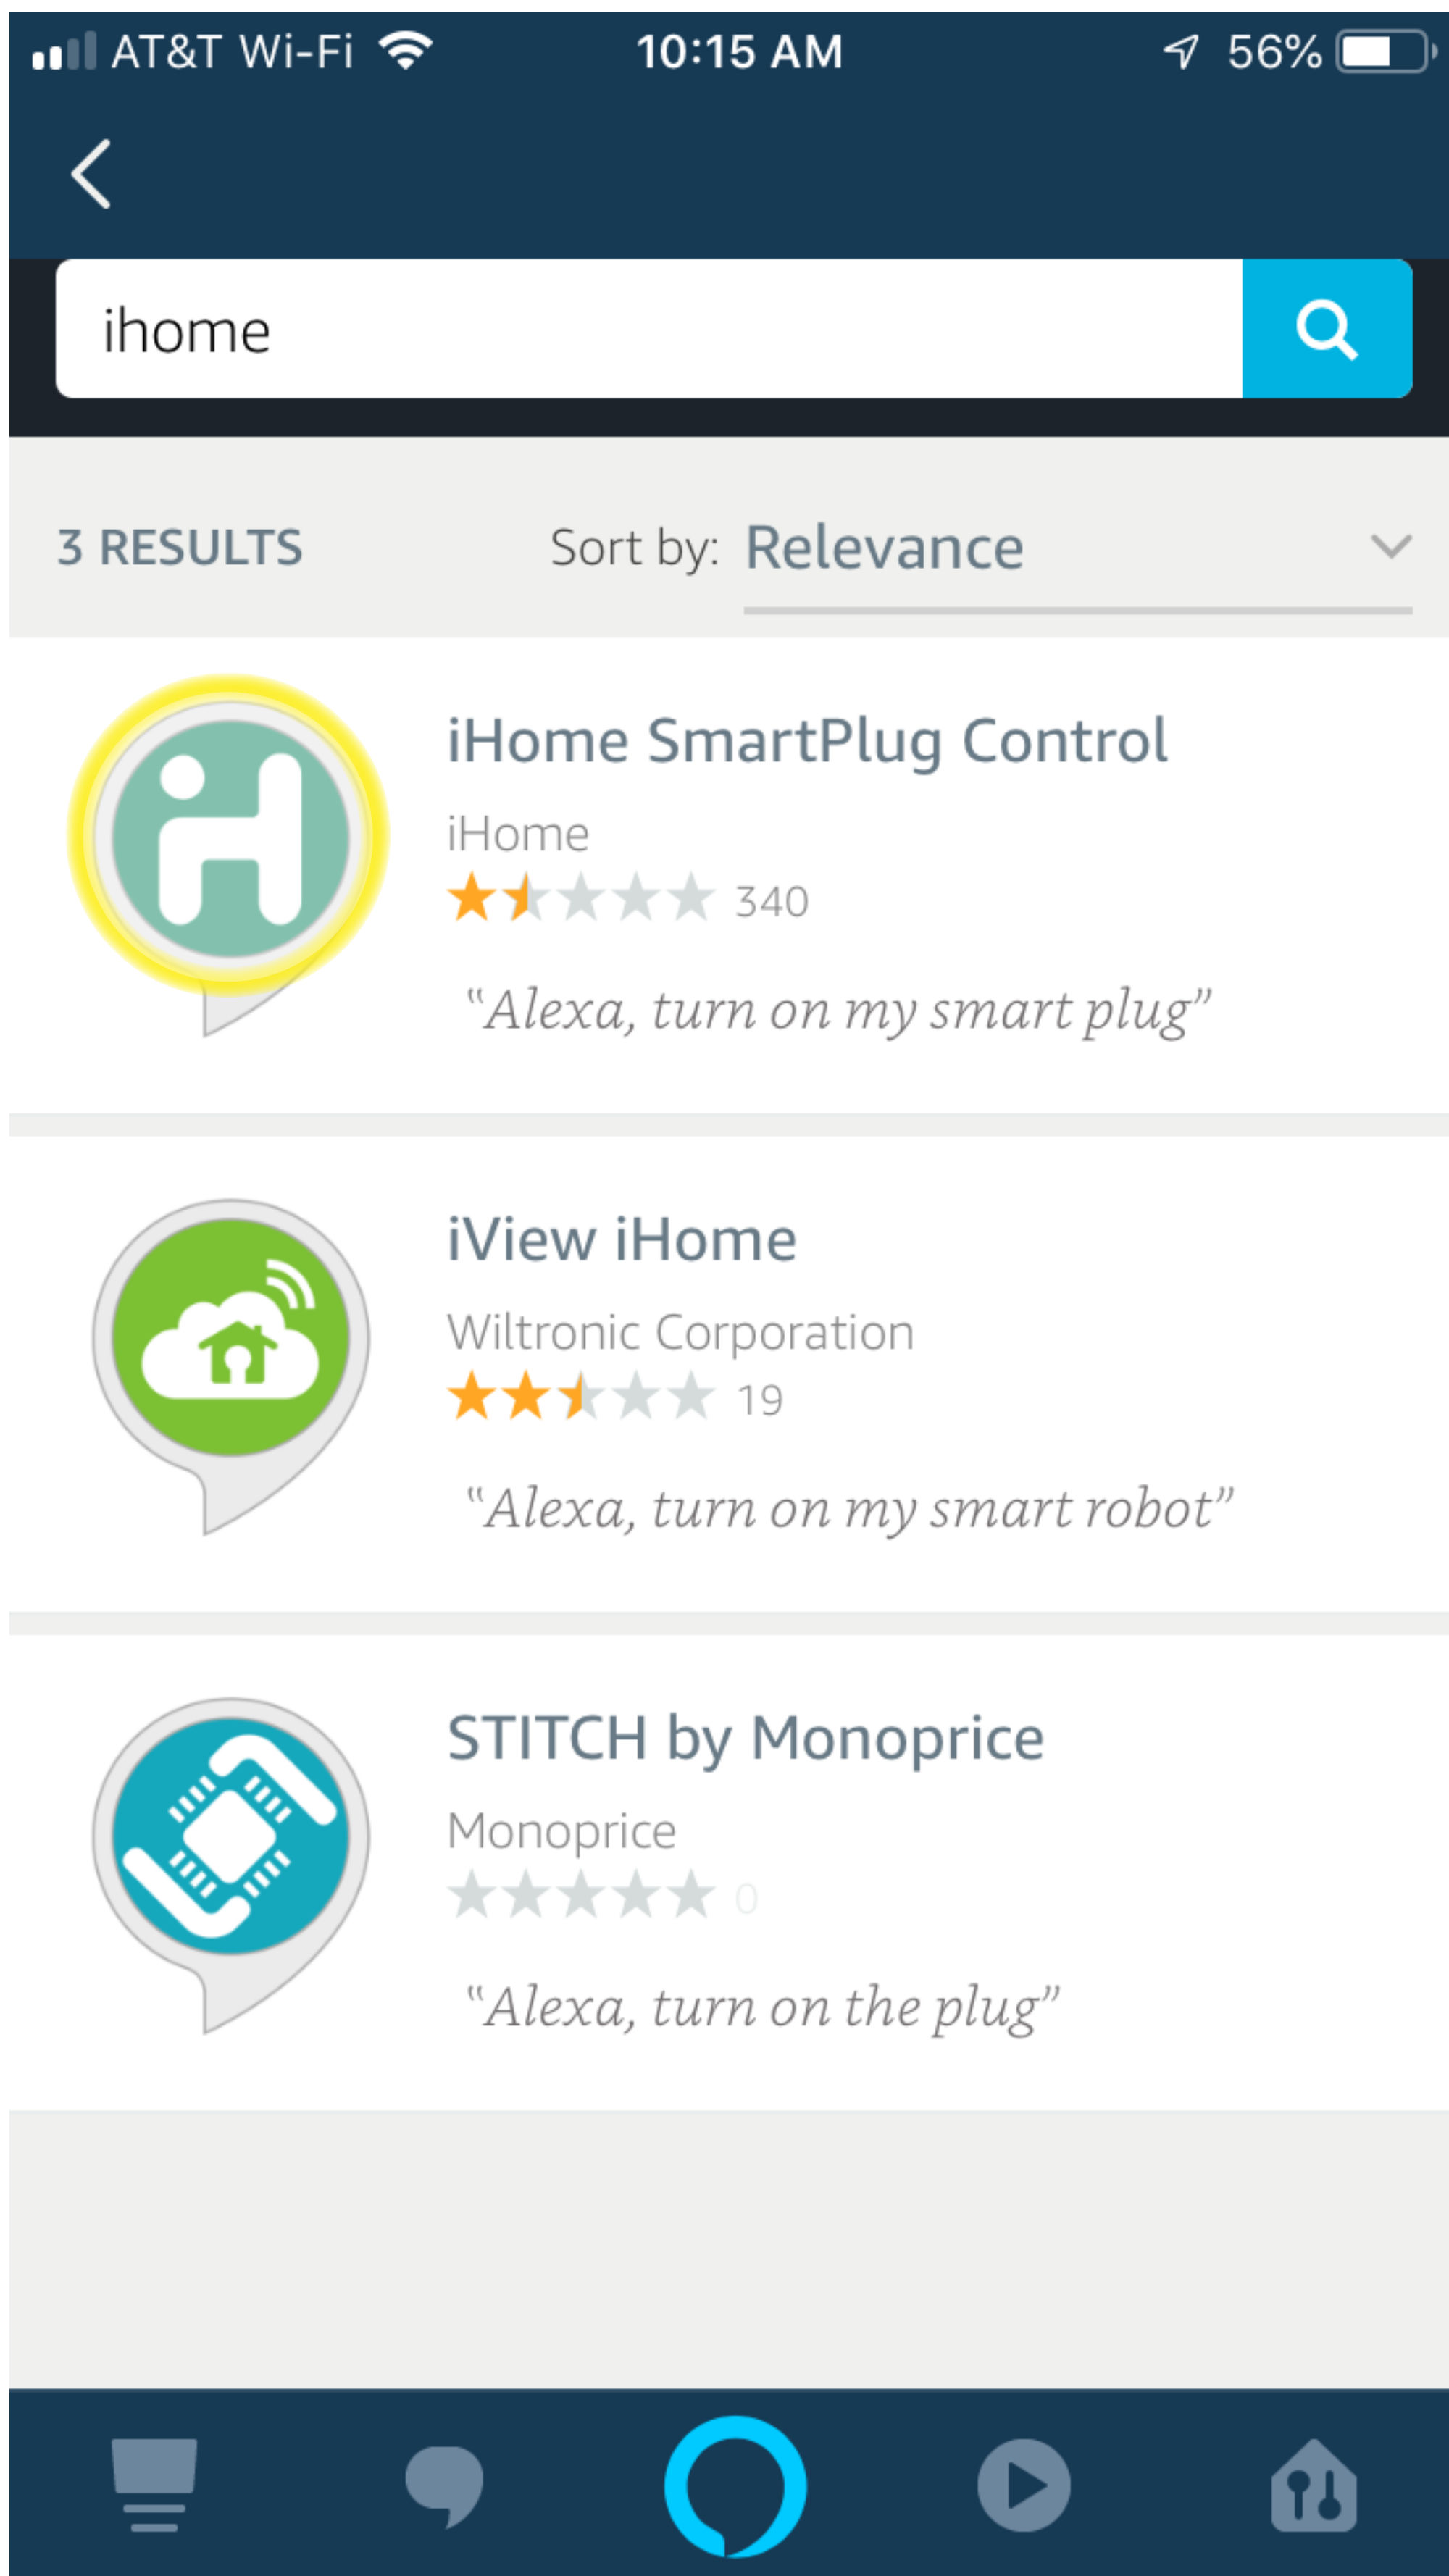 AT&T Wi-Fi 10:15 AM 56%
ihome
3 RESULTS Sort by: Relevance
iHome SmartPlug Control
iHome
340
“Alexa, turn on my smart plug”
iView iHome
Wiltronic Corporation
19
“Alexa, turn on my smart robot”
STITCH by Monoprice
Monoprice
0
“Alexa, turn on the plug”